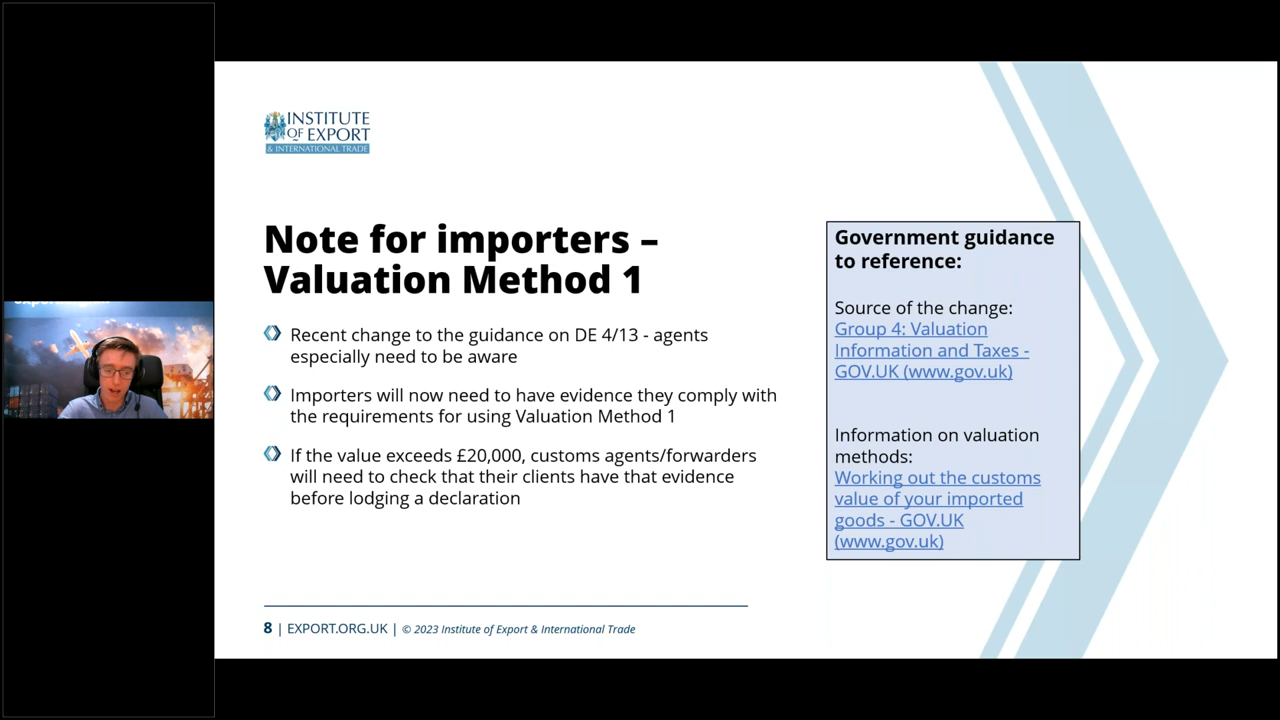 INSTITUTE
OF EXPORT
& INTERNATIONAL TRADE
Note for importers –
Valuation Method 1
Recent change to the guidance on DE 4/13 - agents
especially need to be aware
Importers will now need to have evidence they comply with
the requirements for using Valuation Method 1
If the value exceeds £20,000, customs agents/forwarders
will need to check that their clients have that evidence
before lodging a declaration
Government guidance
to reference:
Source of the change:
Group 4: Valuation
Information and Taxes -
GOV.UK (www.gov.uk)
Information on valuation
methods:
Working out the customs
value of your imported
goods - GOV.UK
(www.gov.uk)
8 | EXPORT.ORG.UK | © 2023 Institute of Export & International Trade